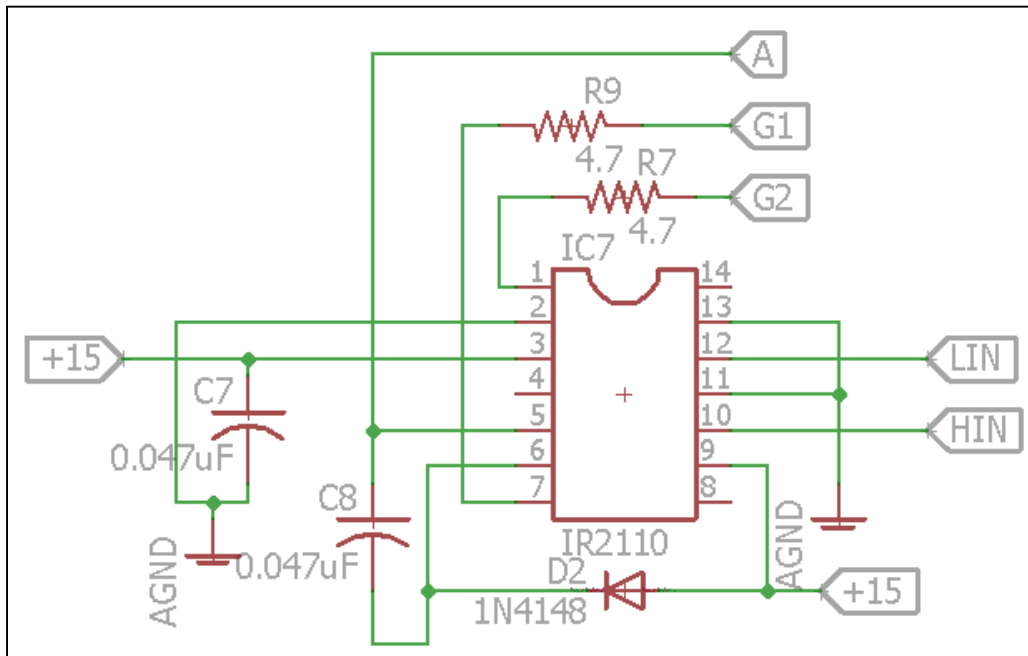 A
R9
G1
4.7
R7
G2
4.7
IC7
1
14
2
13
+15
3
12
LIN
C7
4
11
0.047uF
5
10
HIN
6
9
C8
7
8
AGND
0.047uF
IR2110
AGND
D2
1N4148
+15